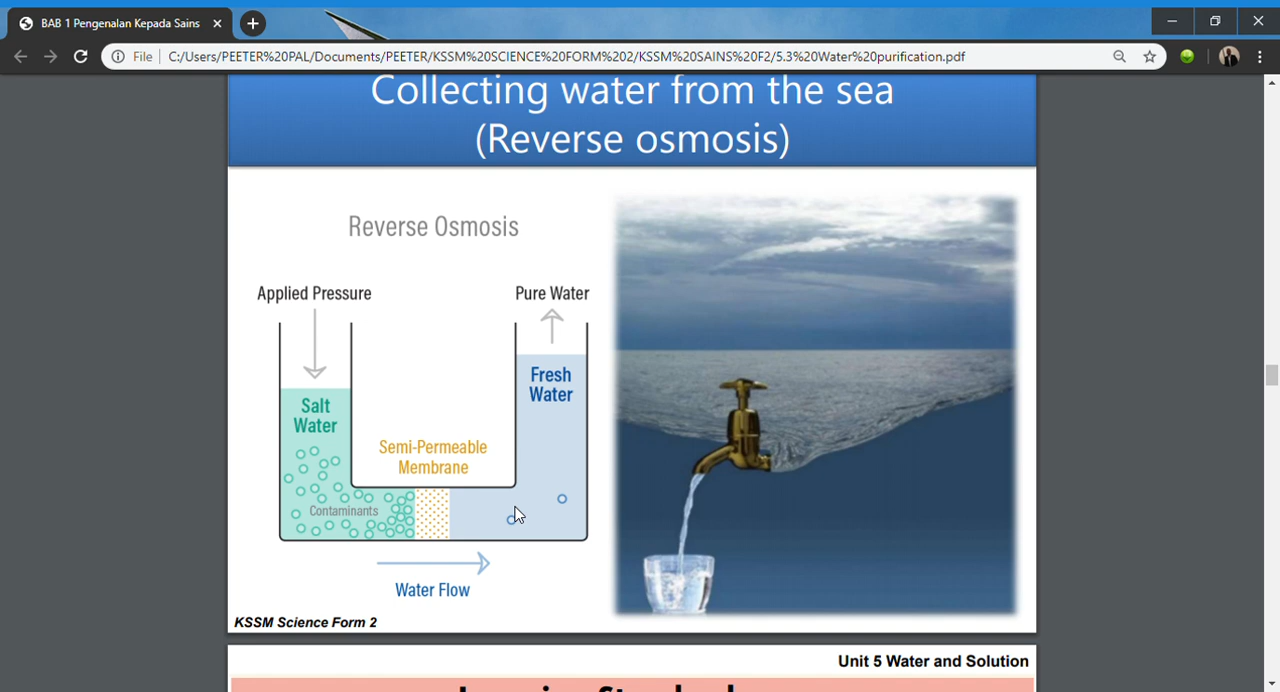 BAB 1 Pengenalan Kepada Sains
File
C:/Users/PEETER%20PAL/Documents/PEETER/KSSM%20SCIENCE%20FORM%202/KSSM%20SAINS%20F2/5.3%20Water%20purification.pdf
Collecting water from the sea
(Reverse osmosis)
Reverse Osmosis
Applied Pressure
Pure Water
Salt
Water
Fresh
Water
Semi-Permeable
Membrane
Contaminants
Water Flow
KSSM Science Form 2
Unit 5 Water and Solution